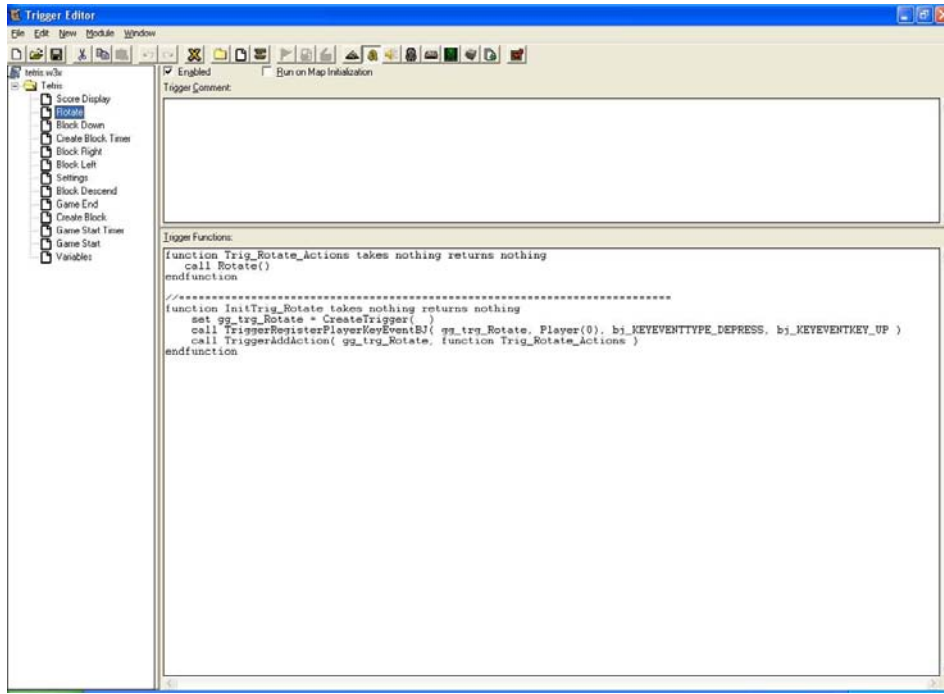 Trigger Editor
File Edit New Module Window
tetris.w3x
Enabled Run on Map Initialization
Tetris
Trigger Comment:
Score Display
Rotate
Block Down
Create Block Timer
Block Right
Block Left
Settings
Block Descend
Game End
Create Block
Game Start Timer
Game Start
Variables
Trigger Functions:
function Trig_Rotate_Actions takes nothing returns nothing
call Rotate()
endfunction
//===========================================================================
function InitTrig_Rotate takes nothing returns nothing
set gg_trg_Rotate = CreateTrigger( )
call TriggerRegisterPlayerKeyEventBJ( gg_trg_Rotate, Player(0), bj_KEYEVENTTYPE_DEPRESS, bj_KEYEVENTKEY_UP )
call TriggerAddAction( gg_trg_Rotate, function Trig_Rotate_Actions )
endfunction